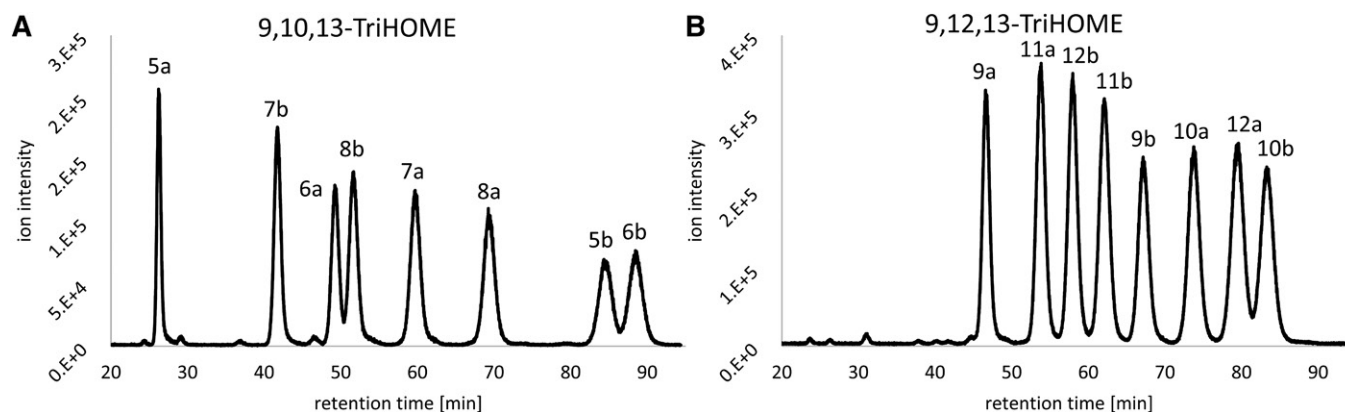 A
9,10,13-TriHOME
ion intensity
3.E+5
2.E+5
2.E+5
1.E+5
5.E+4
0.E+0
5a
7b
6a
8b
7a
8a
5b
6b
20 30 40 50 60 70 80 90
retention time [min]
B
9,12,13-TriHOME
ion intensity
4.E+5
3.E+5
2.E+5
1.E+5
0.E+0
9a
11a
12b
11b
9b
10a
12a
10b
20 30 40 50 60 70 80 90
retention time [min]